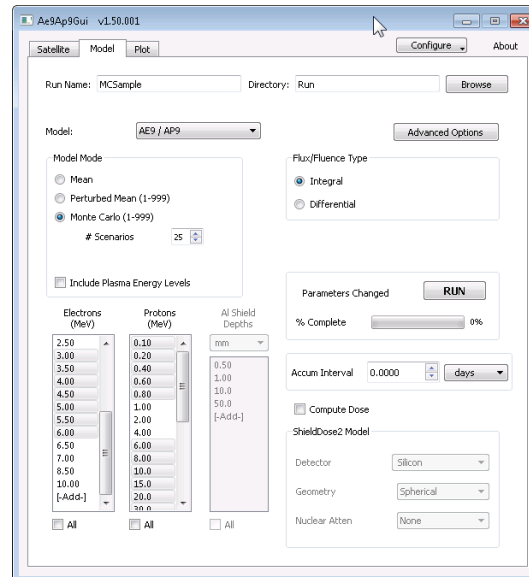 Ae9Ap9Gui v1.50.001
Satellite Model Plot Configure About
Run Name: MCSample Directory: Run Browse
Model: AE9 / AP9 Advanced Options
Model Mode
Mean
Perturbed Mean (1-999)
Monte Carlo (1-999)
# Scenarios 25
Include Plasma Energy Levels
Flux/Fluence Type
Integral
Differential
Parameters Changed RUN
% Complete 0%
Electrons
(MeV)
2.50
3.00
3.50
4.00
4.50
5.00
5.50
6.00
6.50
7.00
8.50
10.00
[-Add-]
All
Protons
(MeV)
0.10
0.20
0.40
0.60
0.80
1.00
2.00
4.00
6.00
8.00
10.0
15.0
20.0
30.0
All
Al Shield
Depths
mm
0.50
1.00
10.0
50.0
[-Add-]
All
Accum Interval 0.0000 days
Compute Dose
ShieldDose2 Model
Detector Silicon
Geometry Spherical
Nuclear Atten None